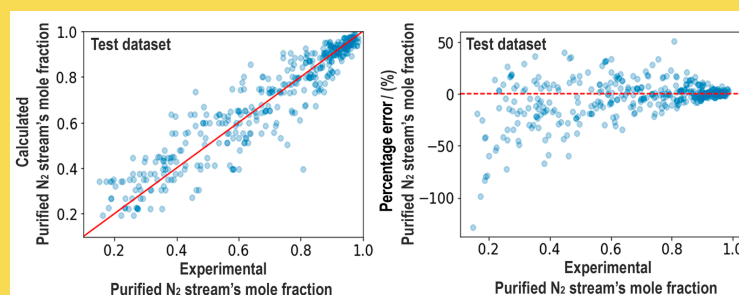 Test dataset
Calculated
Purified N₂ stream's mole fraction
1.0
0.8
0.6
0.4
0.2
0.2 0.4 0.6 0.8 1.0
Experimental
Purified N₂ stream's mole fraction
Test dataset
Percentage error / (%)
Purified N₂ stream's mole fraction
50
0
−50
−100
0.2 0.4 0.6 0.8 1.0
Experimental
Purified N₂ stream's mole fraction